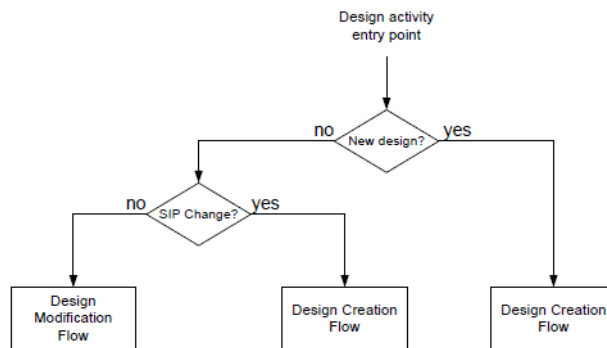 Design activity
entry point
no
New design?
yes
no
SIP Change?
yes
Design
Modification
Flow
Design Creation
Flow
Design Creation
Flow